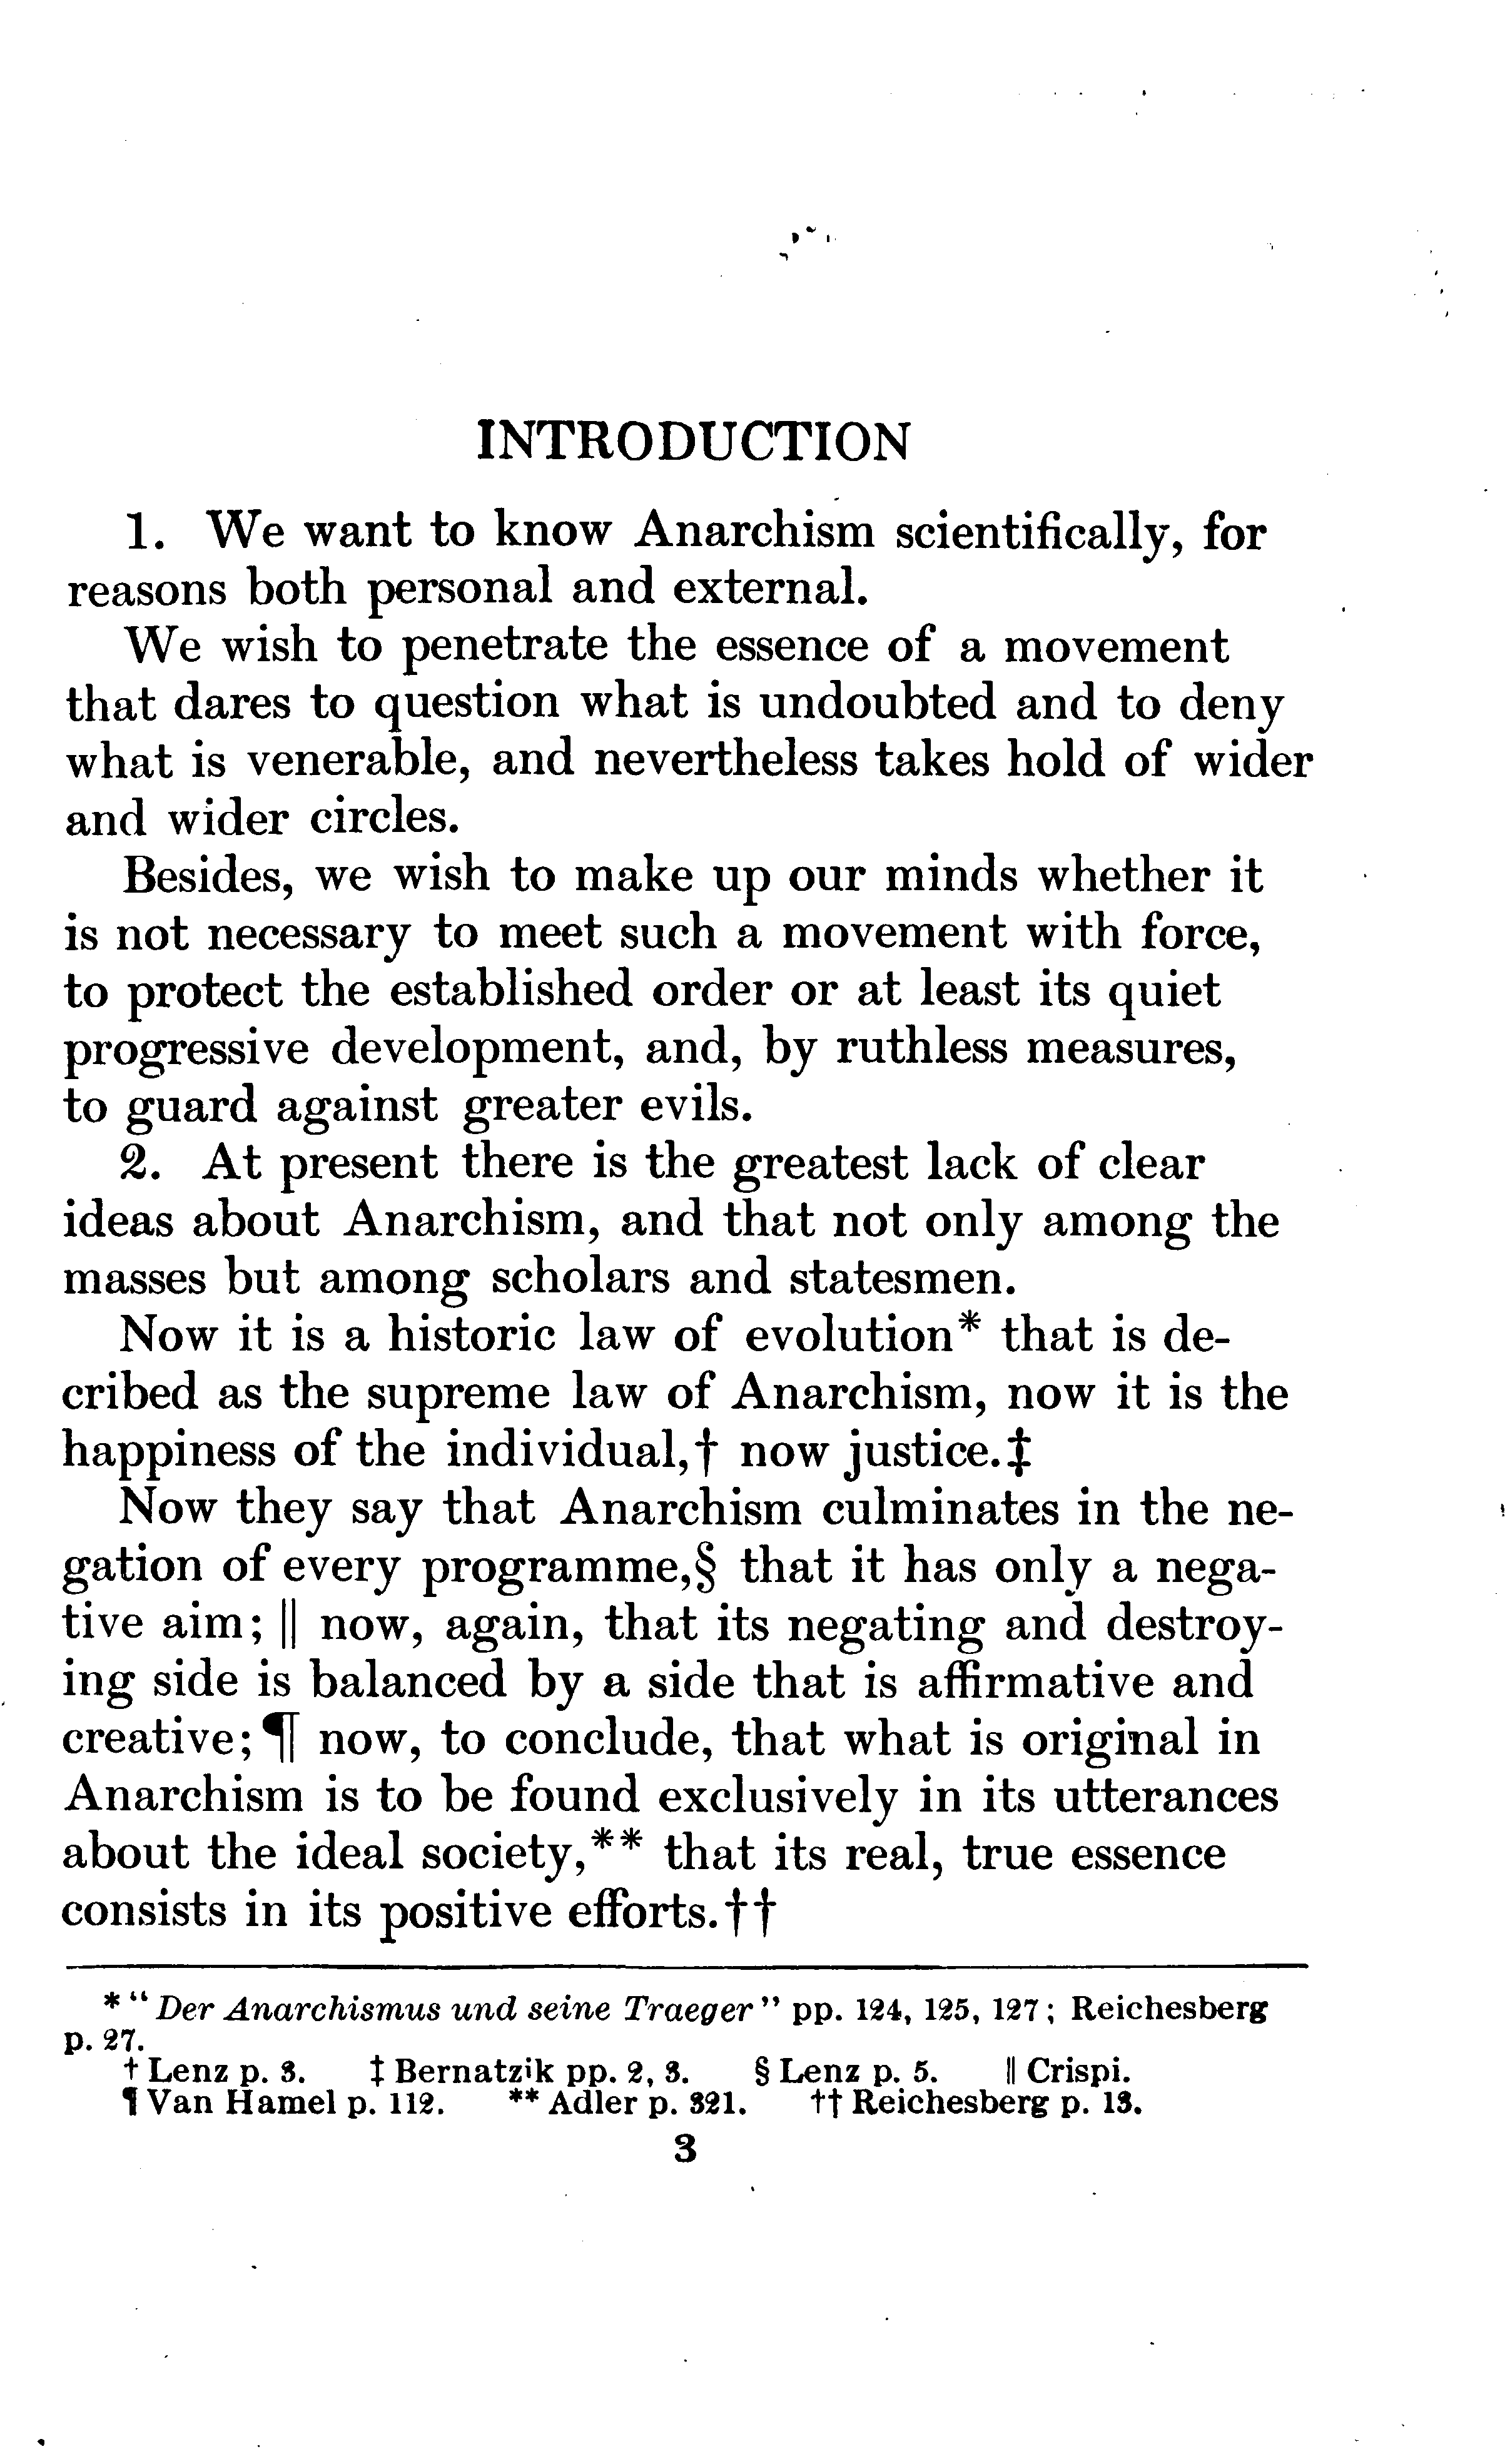 INTRODUCTION
1. We want to know Anarchism scientifically, for
reasons both personal and external.
We wish to penetrate the essence of a movement
that dares to question what is undoubted and to deny
what is venerable, and nevertheless takes hold of wider
and wider circles.
Besides, we wish to make up our minds whether it
is not necessary to meet such a movement with force,
to protect the established order or at least its quiet
progressive development, and, by ruthless measures,
to guard against greater evils.
2. At present there is the greatest lack of clear
ideas about Anarchism, and that not only among the
masses but among scholars and statesmen.
Now it is a historic law of evolution* that is de-
cribed as the supreme law of Anarchism, now it is the
happiness of the individual,† now justice.‡
Now they say that Anarchism culminates in the ne-
gation of every programme,§ that it has only a nega-
tive aim; || now, again, that its negating and destroy-
ing side is balanced by a side that is affirmative and
creative;¶ now, to conclude, that what is original in
Anarchism is to be found exclusively in its utterances
about the ideal society,** that its real, true essence
consists in its positive efforts.††
* "Der Anarchismus und seine Traeger" pp. 124, 125, 127; Reichesberg
p. 27.
† Lenz p. 3. ‡ Bernatzik pp. 2, 3. § Lenz p. 5. || Crispi.
¶ Van Hamel p. 112. ** Adler p. 321. †† Reichesberg p. 13.
3